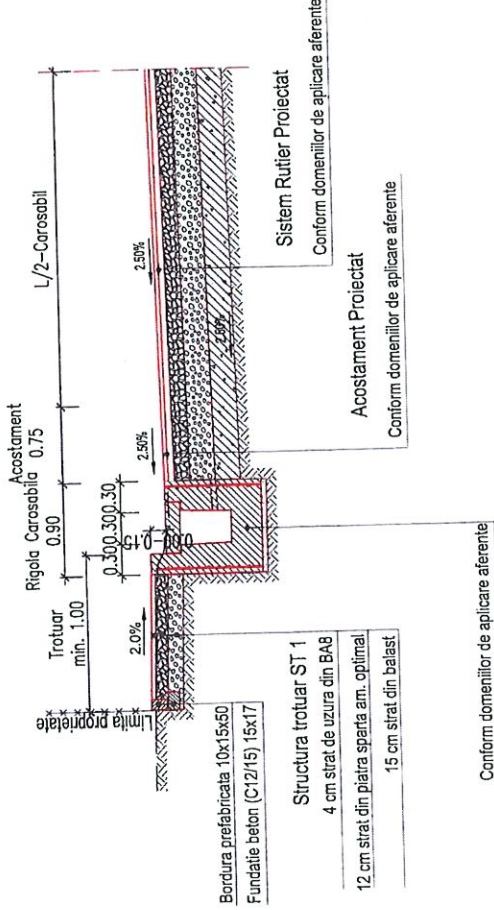 L/2-Carosabil
Acostament
0.75
Rigola Carosabila
0.90
Trotuar
min. 1.00
0.30
0.30
0.30
0.15
2.50%
2.50%
2.50%
2.0%
Limita proprietate
Bordura prefabricata 10x15x50
Fundatie beton (C12/15) 15x17
Structura trotuar ST 1
4 cm strat de uzura din BA8
12 cm strat din piatra sparta am. optimal
15 cm strat din balast
Sistem Rutier Proiectat
Conform domeniilor de aplicare aferente
Acostament Proiectat
Conform domeniilor de aplicare aferente
Conform domeniilor de aplicare aferente